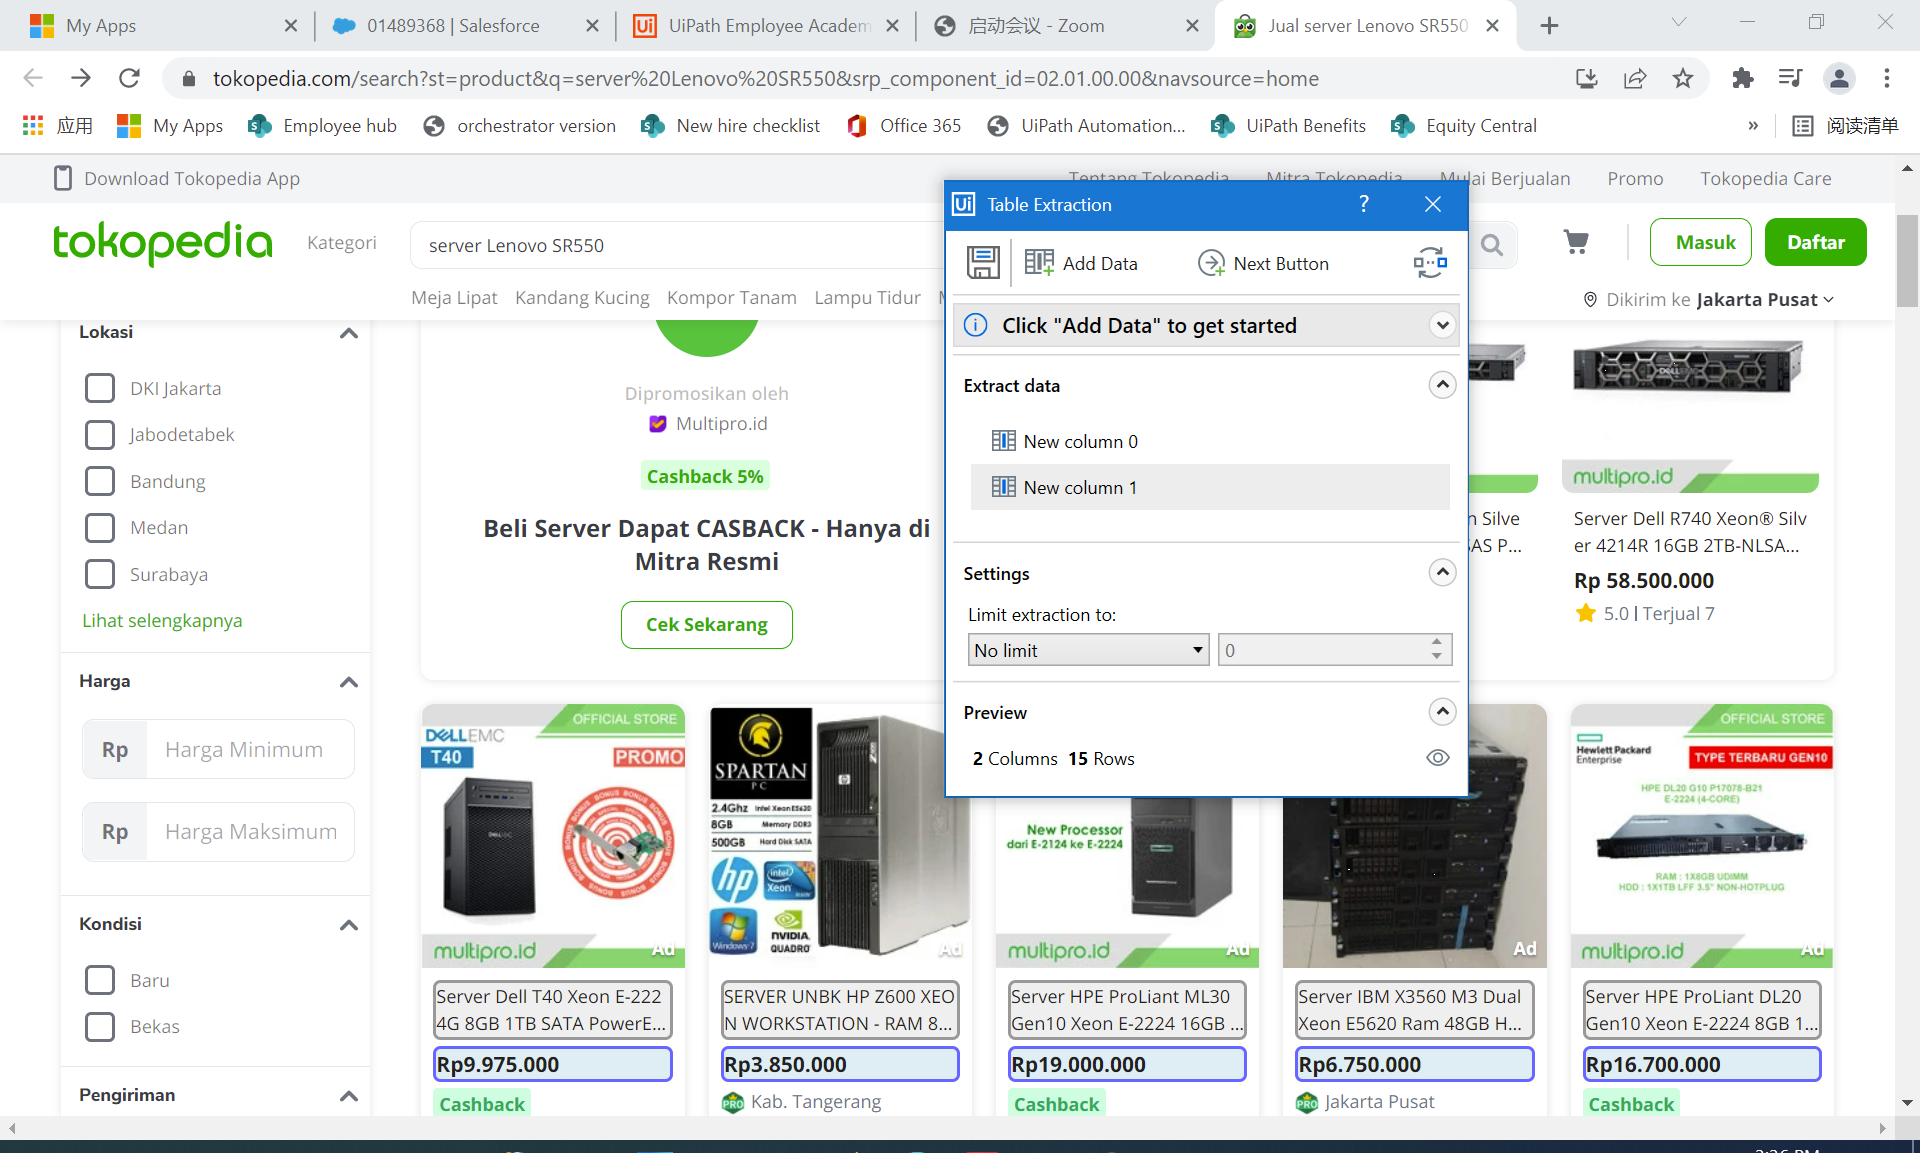 My Apps
01489368 | Salesforce
UiPath Employee Academ
启动会议 - Zoom
Jual server Lenovo SR550
tokopedia.com/search?st=product&q=server%20Lenovo%20SR550&srp_component_id=02.01.00.00&navsource=home
应用
My Apps
Employee hub
orchestrator version
New hire checklist
Office 365
UiPath Automation...
UiPath Benefits
Equity Central
»
阅读清单
Download Tokopedia App
Tentang Tokopedia
Mitra Tokopedia
Mulai Berjualan
Promo
Tokopedia Care
tokopedia
Kategori
server Lenovo SR550
Masuk
Daftar
Meja Lipat
Kandang Kucing
Kompor Tanam
Lampu Tidur
Dikirim ke Jakarta Pusat
Ui Table Extraction
?
Add Data
Next Button
Click "Add Data" to get started
Extract data
New column 0
New column 1
Settings
Limit extraction to:
No limit
0
Preview
2 Columns 15 Rows
Lokasi
DKI Jakarta
Jabodetabek
Bandung
Medan
Surabaya
Lihat selengkapnya
Harga
Rp Harga Minimum
Rp Harga Maksimum
Kondisi
Baru
Bekas
Pengiriman
Dipromosikan oleh
Multipro.id
Cashback 5%
Beli Server Dapat CASBACK - Hanya di
Mitra Resmi
Cek Sekarang
n Silve
SAS P...
DELLEMC
multipro.id
Server Dell R740 Xeon® Silv
er 4214R 16GB 2TB-NLSA...
Rp 58.500.000
5.0 | Terjual 7
OFFICIAL STORE
DELLEMC
T40
PROMO
multipro.id
Ad
Server Dell T40 Xeon E-222
4G 8GB 1TB SATA PowerE...
Rp9.975.000
Cashback
SPARTAN
PC
2.4Ghz Intel Xeon E5620
8GB Memory DDR3
500GB Hard Disk SATA
hp
intel
Xeon
Windows 7
NVIDIA
QUADRO
Ad
SERVER UNBK HP Z600 XEO
N WORKSTATION - RAM 8...
Rp3.850.000
PRO Kab. Tangerang
New Processor
dari E-2124 ke E-2224
multipro.id
Ad
Server HPE ProLiant ML30
Gen10 Xeon E-2224 16GB ...
Rp19.000.000
Cashback
Ad
Server IBM X3560 M3 Dual
Xeon E5620 Ram 48GB H...
Rp6.750.000
PRO Jakarta Pusat
OFFICIAL STORE
Hewlett Packard
Enterprise
TYPE TERBARU GEN10
HPE DL20 G10 P17078-B21
E-2224 (4-CORE)
RAM : 1X8GB UDIMM
HDD : 1X1TB LFF 3.5" NON-HOTPLUG
multipro.id
Ad
Server HPE ProLiant DL20
Gen10 Xeon E-2224 8GB 1...
Rp16.700.000
Cashback